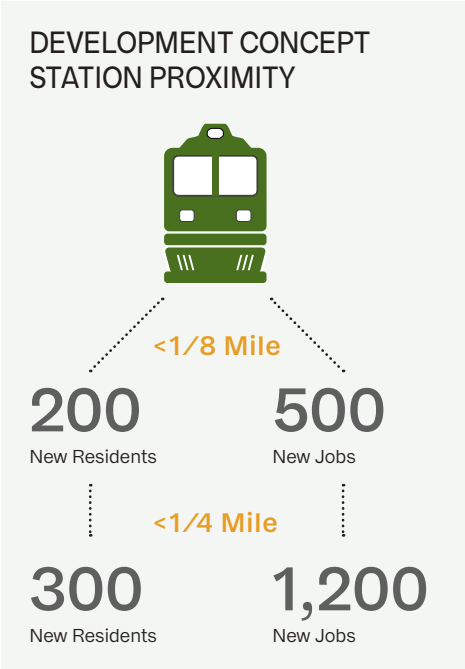 DEVELOPMENT CONCEPT
STATION PROXIMITY
<1/8 Mile
200
New Residents
500
New Jobs
<1/4 Mile
300
New Residents
1,200
New Jobs